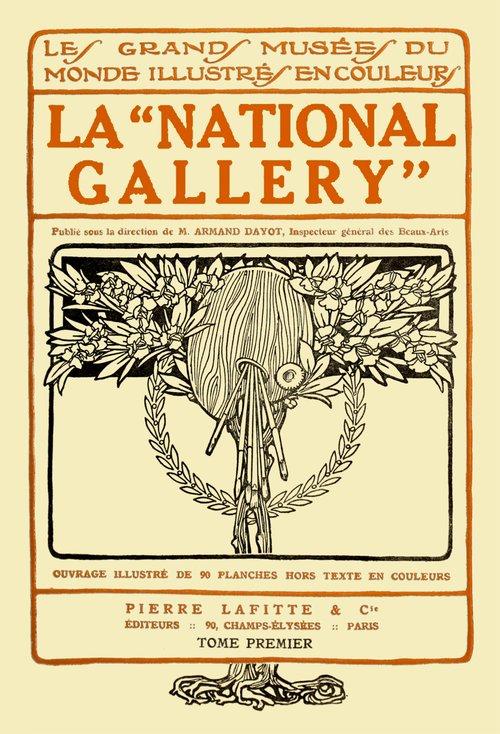 LES GRANDS MUSÉES DU
MONDE ILLUSTRÉS EN COULEURS
LA “NATIONAL
GALLERY”
Publié sous la direction de M. ARMAND DAYOT, Inspecteur général des Beaux-Arts
OUVRAGE ILLUSTRÉ DE 90 PLANCHES HORS TEXTE EN COULEURS
PIERRE LAFITTE & Cie
ÉDITEURS :: 90, CHAMPS-ÉLYSÉES :: PARIS
TOME PREMIER